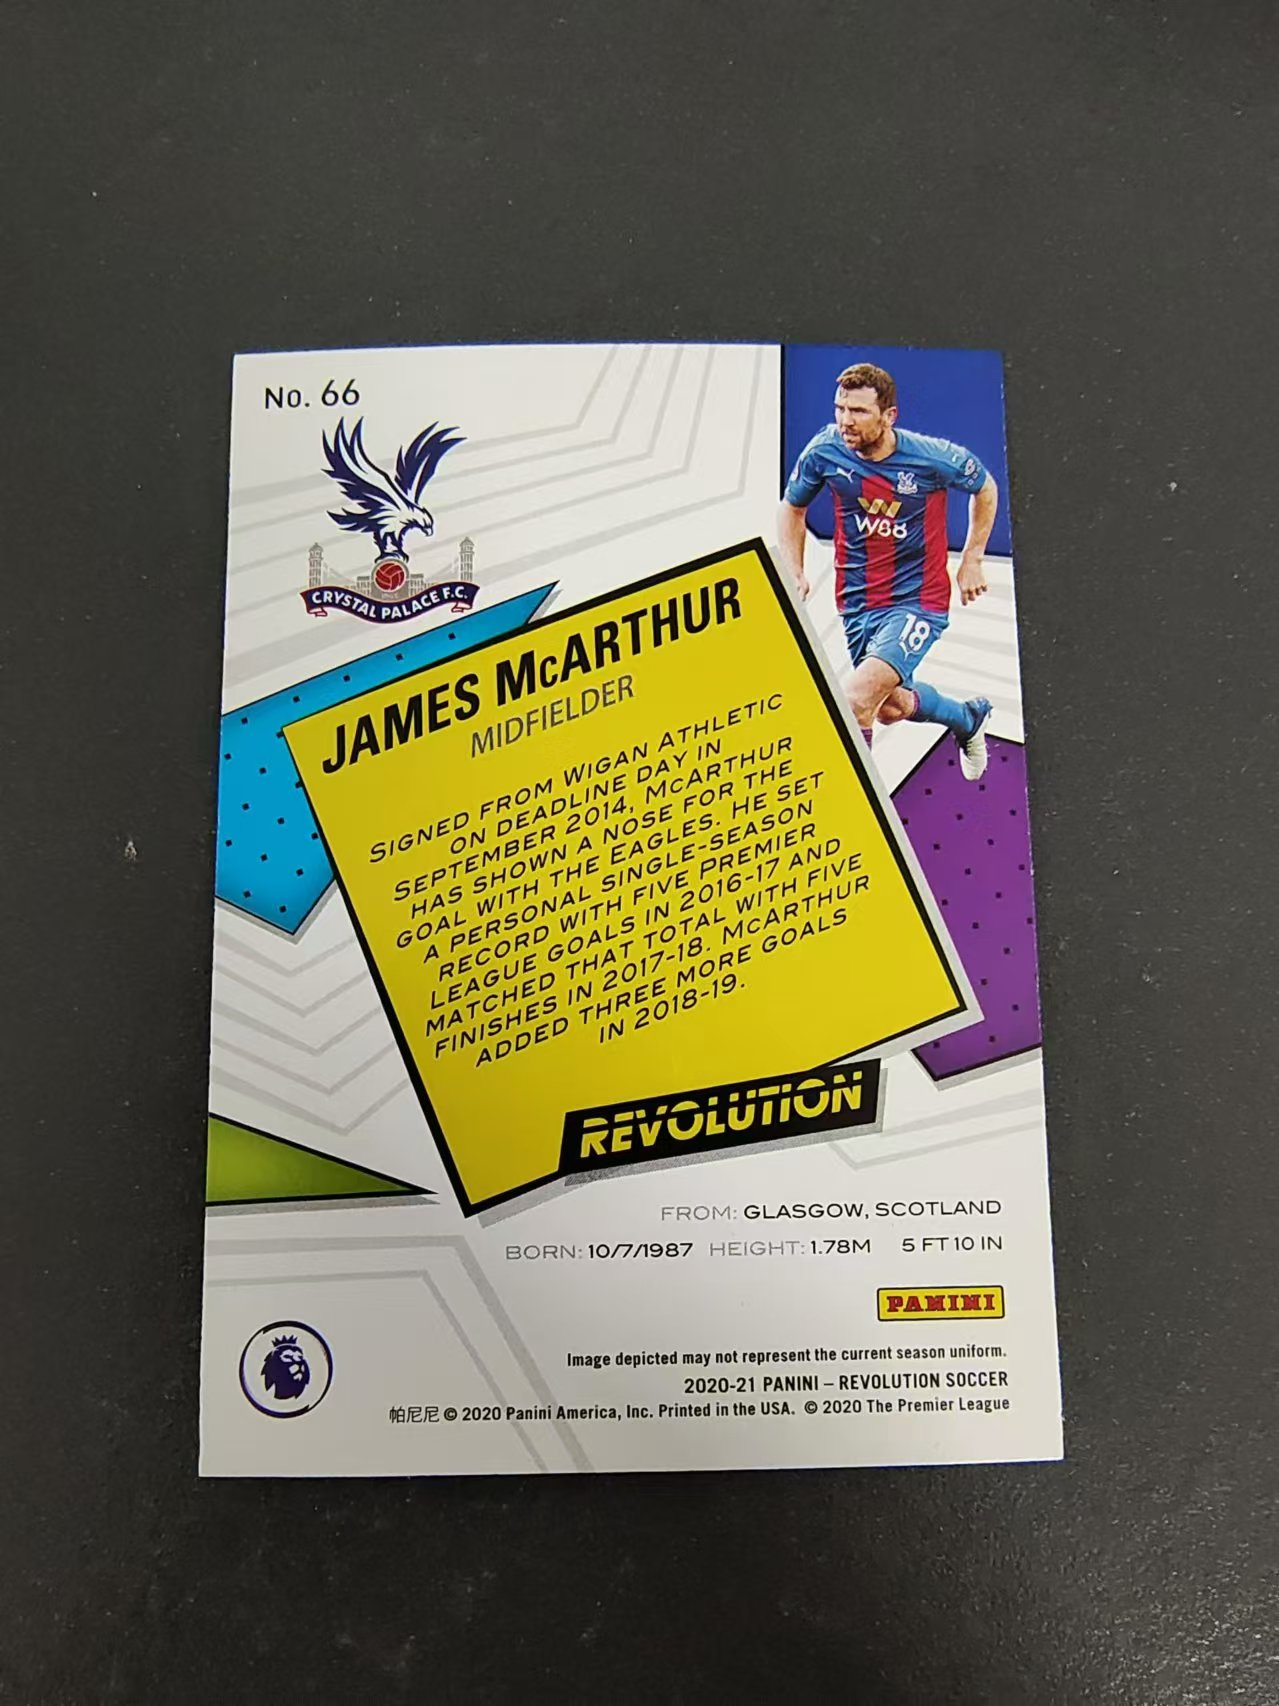 No. 66
CRYSTAL PALACE F.C.
W88
18
JAMES McARTHUR
MIDFIELDER
SIGNED FROM WIGAN ATHLETIC
ON DEADLINE DAY IN
SEPTEMBER 2014, McARTHUR
HAS SHOWN A NOSE FOR THE
GOAL WITH THE EAGLES. HE SET
A PERSONAL SINGLE-SEASON
RECORD WITH FIVE PREMIER
LEAGUE GOALS IN 2016-17 AND
MATCHED THAT TOTAL WITH FIVE
FINISHES IN 2017-18. McARTHUR
ADDED THREE MORE GOALS
IN 2018-19.
REVOLUTION
FROM: GLASGOW, SCOTLAND
BORN: 10/7/1987 HEIGHT: 1.78M 5 FT 10 IN
PANINI
Image depicted may not represent the current season uniform.
2020-21 PANINI – REVOLUTION SOCCER
帕尼尼 © 2020 Panini America, Inc. Printed in the USA. © 2020 The Premier League